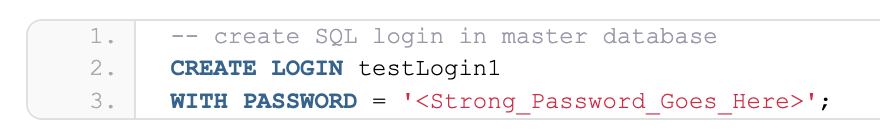 1. -- create SQL login in master database
2. CREATE LOGIN testLogin1
3. WITH PASSWORD = '<Strong_Password_Goes_Here>';